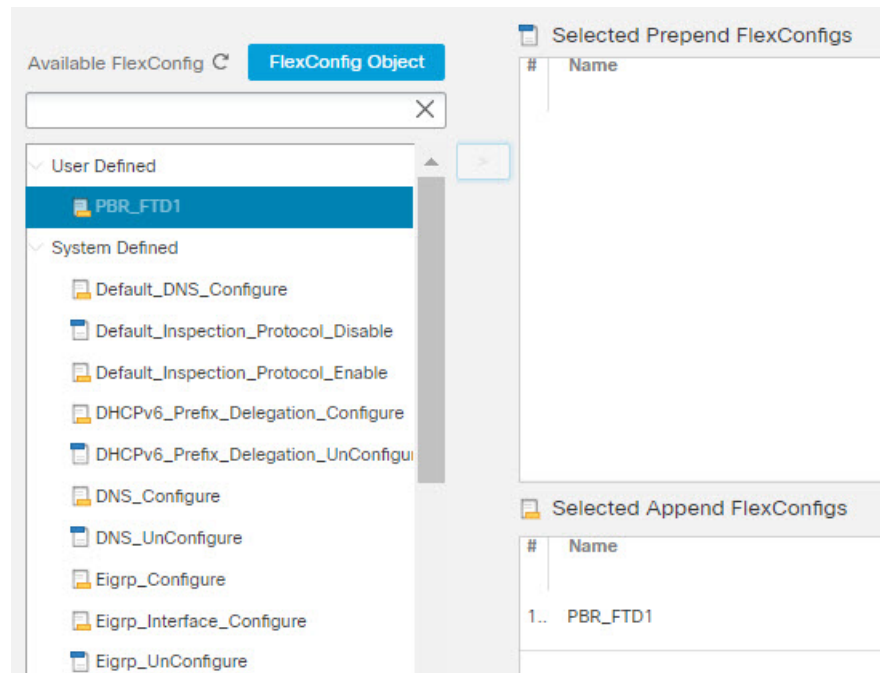 Available FlexConfig
FlexConfig Object
User Defined
PBR_FTD1
System Defined
Default_DNS_Configure
Default_Inspection_Protocol_Disable
Default_Inspection_Protocol_Enable
DHCPv6_Prefix_Delegation_Configure
DHCPv6_Prefix_Delegation_UnConfigu
DNS_Configure
DNS_UnConfigure
Eigrp_Configure
Eigrp_Interface_Configure
Eigrp_UnConfigure
>
Selected Prepend FlexConfigs
# Name
Selected Append FlexConfigs
# Name
1.. PBR_FTD1